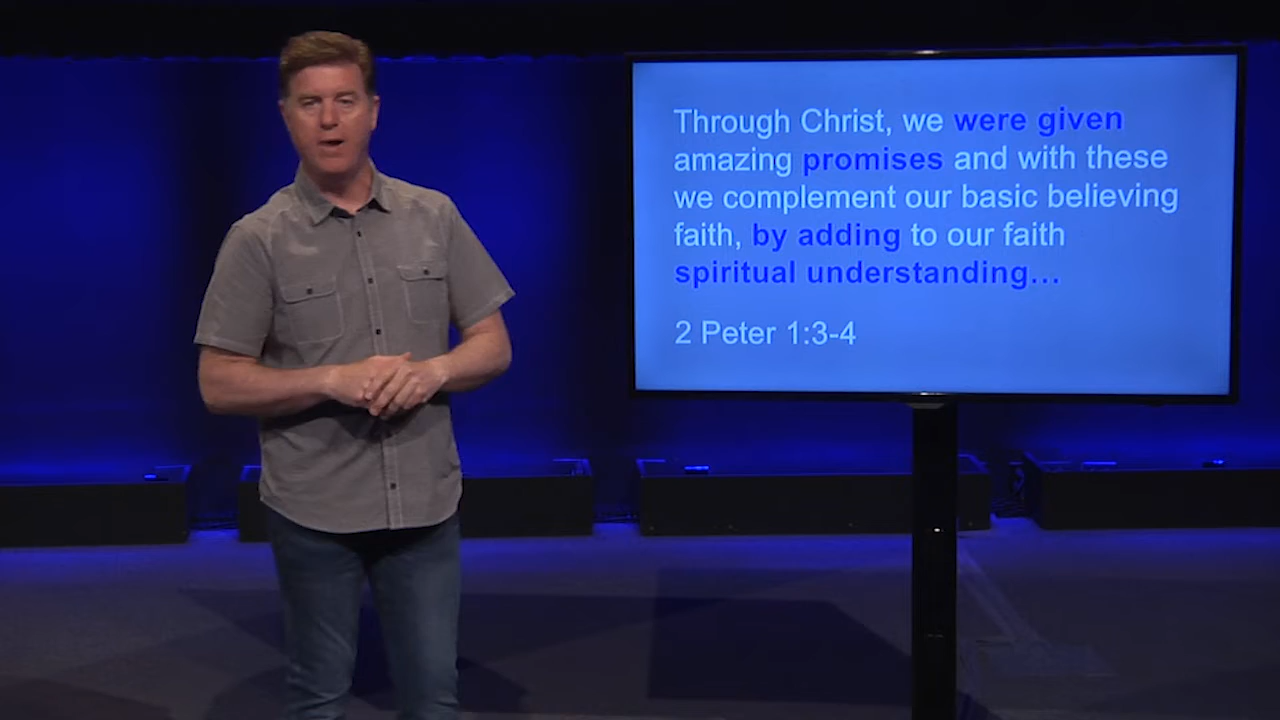 Through Christ, we were given
amazing promises and with these
we complement our basic believing
faith, by adding to our faith
spiritual understanding...
2 Peter 1:3-4